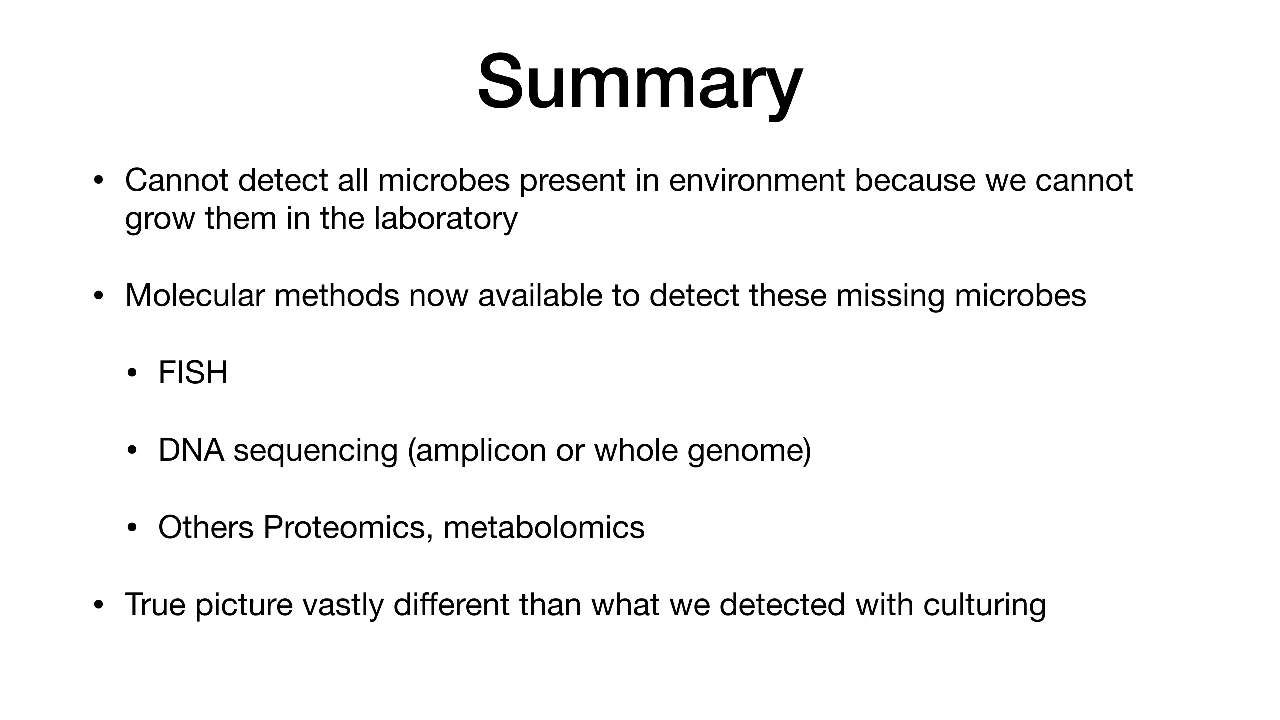 Summary
• Cannot detect all microbes present in environment because we cannot
grow them in the laboratory
• Molecular methods now available to detect these missing microbes
• FISH
• DNA sequencing (amplicon or whole genome)
• Others Proteomics, metabolomics
• True picture vastly different than what we detected with culturing